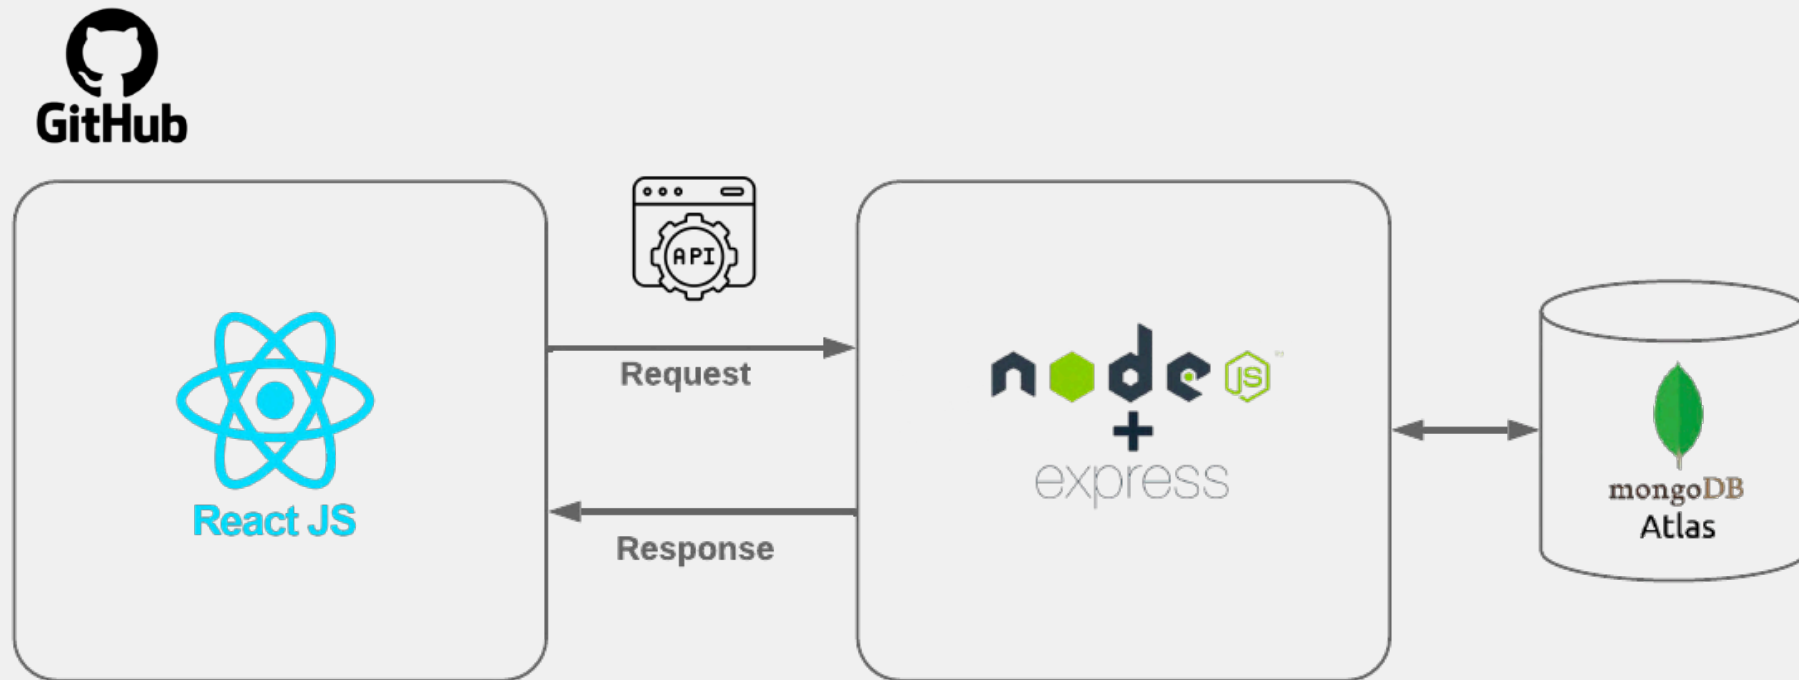 GitHub
API
Request
Response
React JS
node JS
+
express
mongoDB
Atlas